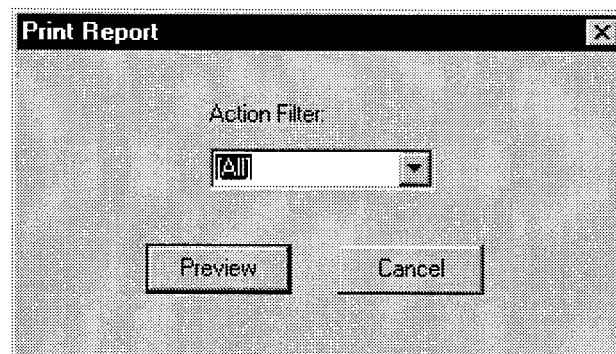 Print Report
Action Filter:
(All)
Preview
Cancel